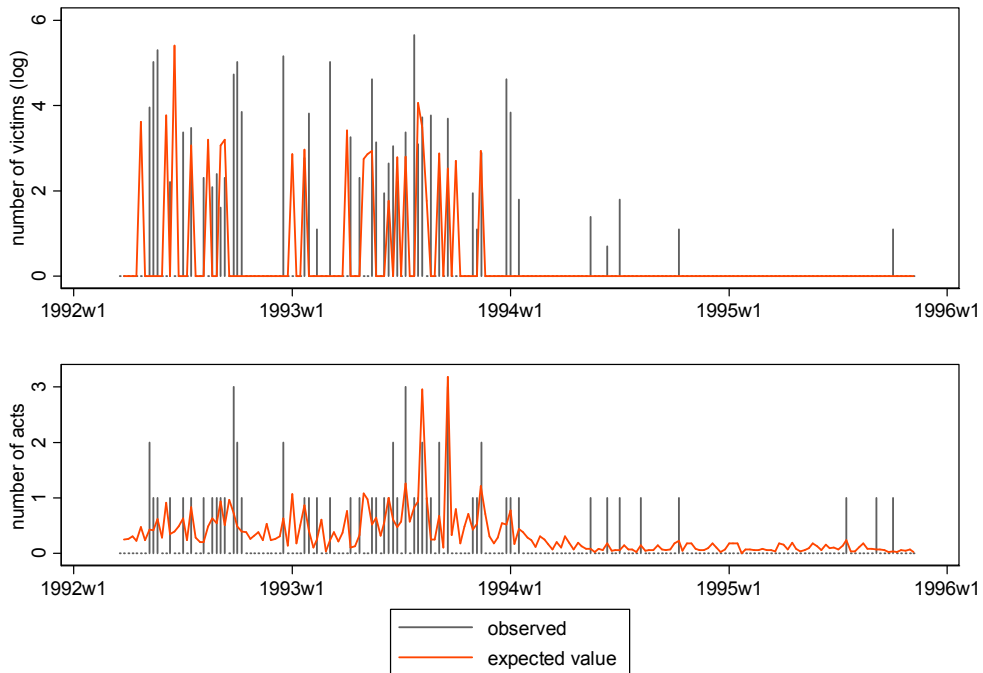 number of victims (log)
6
4
2
0
1992w1 1993w1 1994w1 1995w1 1996w1
number of acts
3
2
1
0
1992w1 1993w1 1994w1 1995w1 1996w1
observed
expected value